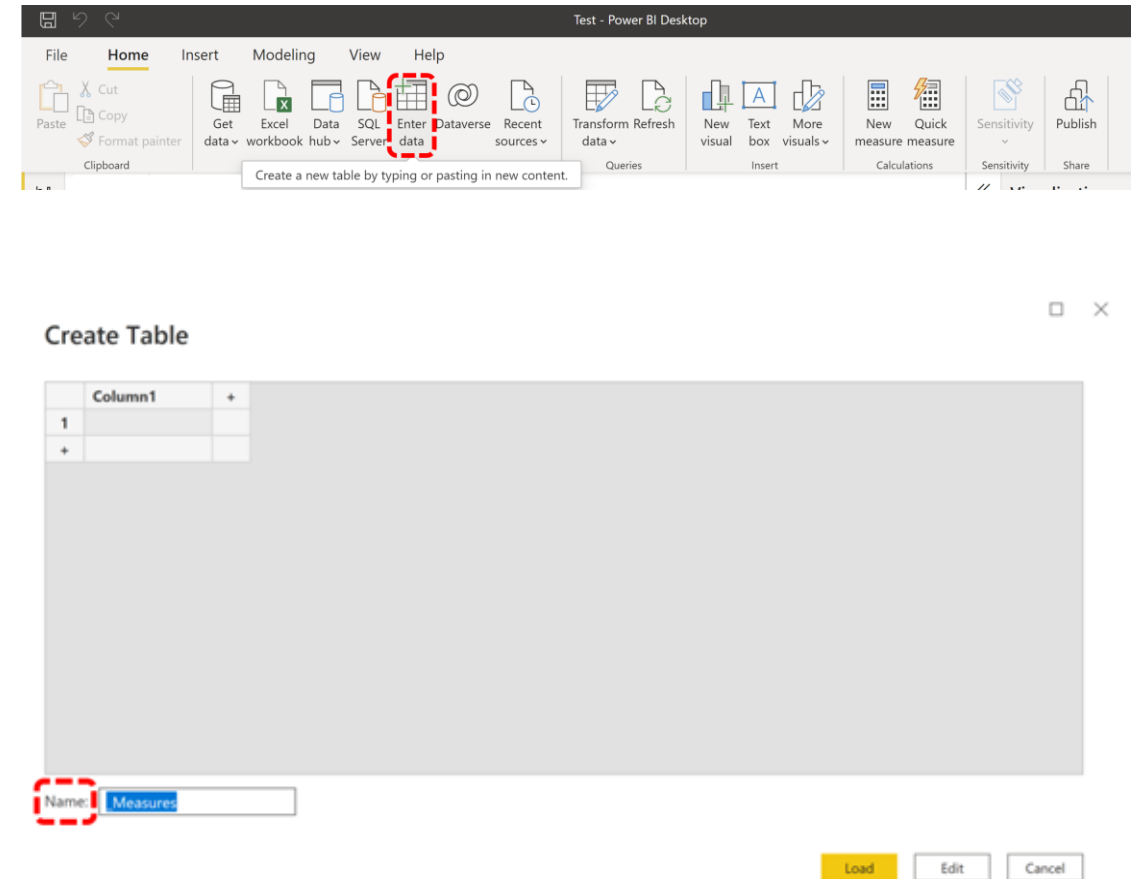 Test - Power BI Desktop
File Home Insert Modeling View Help
Paste
Cut
Copy
Format painter
Get data
Excel workbook
Data hub
SQL Server
Enter data
Dataverse
Recent sources
Transform data
Refresh
New visual
Text box
A
More visuals
New measure
Quick measure
Sensitivity
Publish
Clipboard
Queries
Insert
Calculations
Sensitivity
Share
Create a new table by typing or pasting in new content.
Create Table
Column1 +
1
+
Name: Measures
Load Edit Cancel